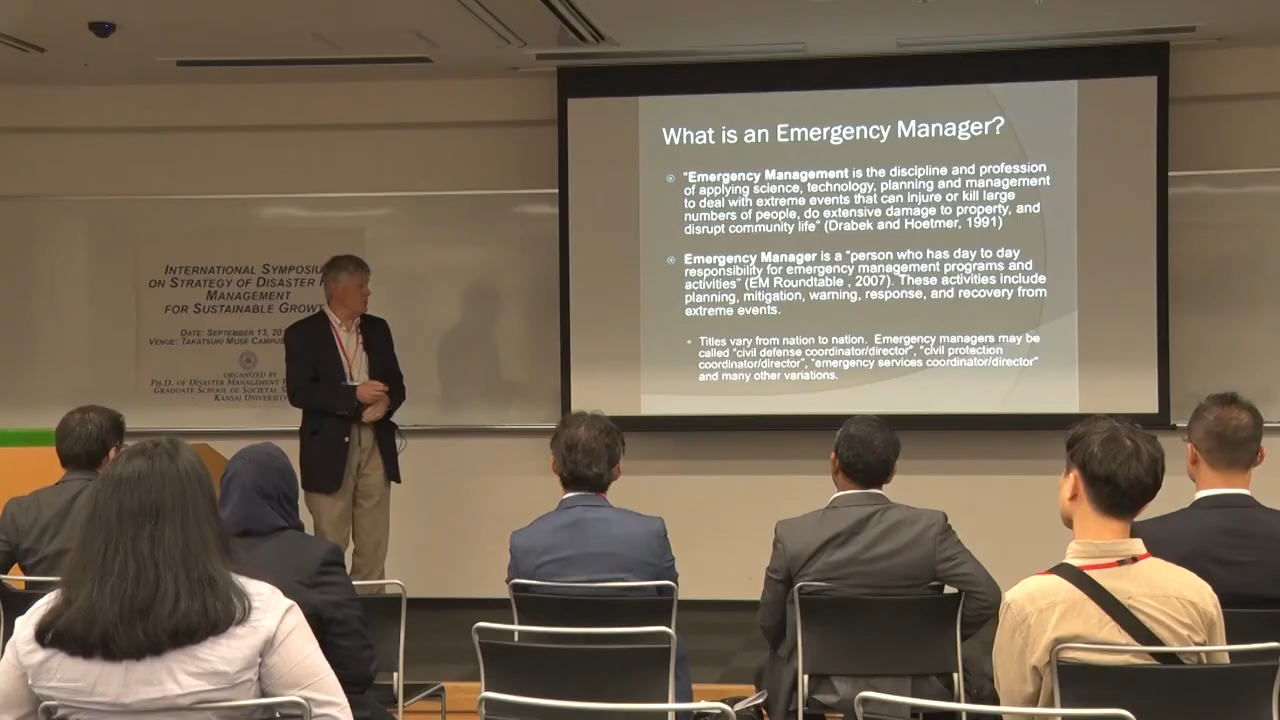 INTERNATIONAL SYMPOSIU
ON STRATEGY OF DISASTER
MANAGEMENT
FOR SUSTAINABLE GROWT
DATE: SEPTEMBER 13, 20
VENUE: TAKATSUKI MUSE CAMPUS
ORGANIZED BY
PH.D. OF DISASTER MANAGEMENT
GRADUATE SCHOOL OF SOCIETAL
KANSAI UNIVERSITY
What is an Emergency Manager?
"Emergency Management is the discipline and profession
of applying science, technology, planning and management
to deal with extreme events that can injure or kill large
numbers of people, do extensive damage to property, and
disrupt community life" (Drabek and Hoetmer, 1991)
Emergency Manager is a "person who has day to day
responsibility for emergency management programs and
activities" (EM Roundtable , 2007). These activities include
planning, mitigation, warning, response, and recovery from
extreme events.
Titles vary from nation to nation. Emergency managers may be
called "civil defense coordinator/director", "civil protection
coordinator/director", "emergency services coordinator/director"
and many other variations.